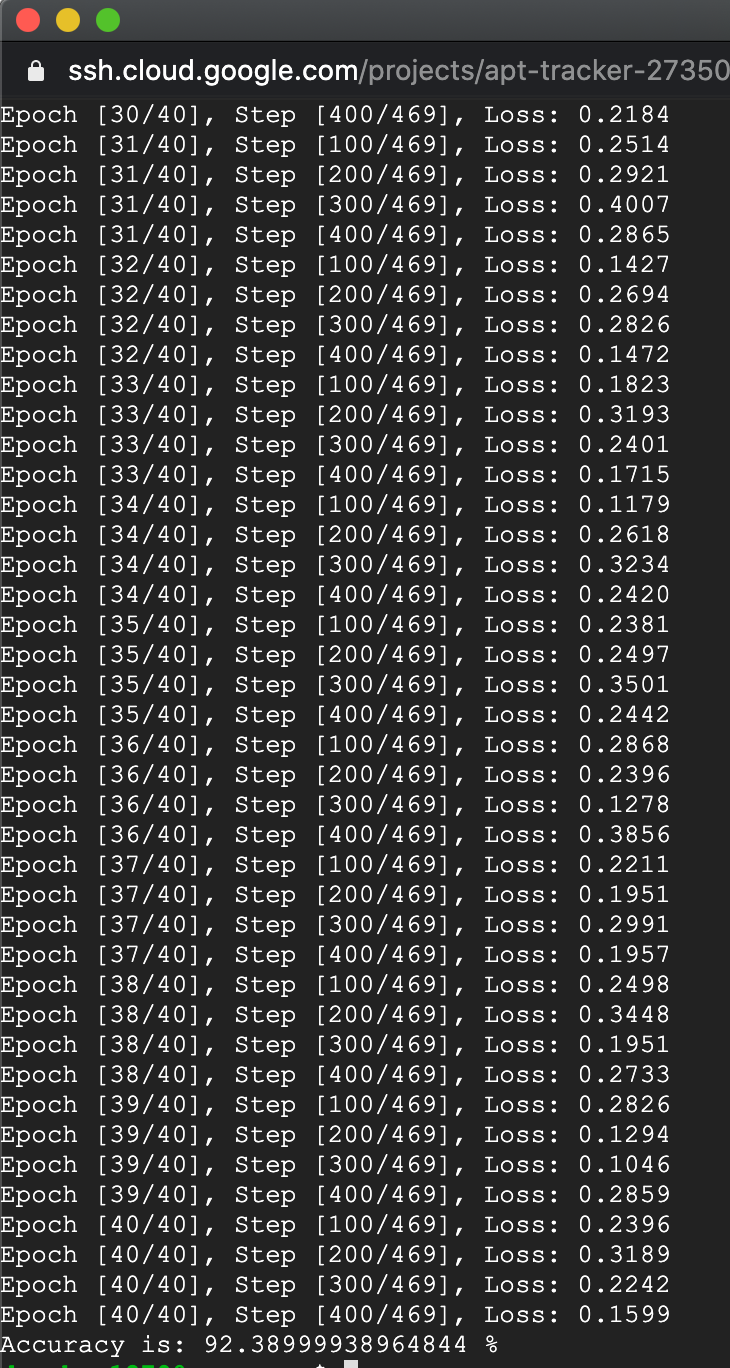 ssh.cloud.google.com/projects/apt-tracker-27350
Epoch [30/40], Step [400/469], Loss: 0.2184
Epoch [31/40], Step [100/469], Loss: 0.2514
Epoch [31/40], Step [200/469], Loss: 0.2921
Epoch [31/40], Step [300/469], Loss: 0.4007
Epoch [31/40], Step [400/469], Loss: 0.2865
Epoch [32/40], Step [100/469], Loss: 0.1427
Epoch [32/40], Step [200/469], Loss: 0.2694
Epoch [32/40], Step [300/469], Loss: 0.2826
Epoch [32/40], Step [400/469], Loss: 0.1472
Epoch [33/40], Step [100/469], Loss: 0.1823
Epoch [33/40], Step [200/469], Loss: 0.3193
Epoch [33/40], Step [300/469], Loss: 0.2401
Epoch [33/40], Step [400/469], Loss: 0.1715
Epoch [34/40], Step [100/469], Loss: 0.1179
Epoch [34/40], Step [200/469], Loss: 0.2618
Epoch [34/40], Step [300/469], Loss: 0.3234
Epoch [34/40], Step [400/469], Loss: 0.2420
Epoch [35/40], Step [100/469], Loss: 0.2381
Epoch [35/40], Step [200/469], Loss: 0.2497
Epoch [35/40], Step [300/469], Loss: 0.3501
Epoch [35/40], Step [400/469], Loss: 0.2442
Epoch [36/40], Step [100/469], Loss: 0.2868
Epoch [36/40], Step [200/469], Loss: 0.2396
Epoch [36/40], Step [300/469], Loss: 0.1278
Epoch [36/40], Step [400/469], Loss: 0.3856
Epoch [37/40], Step [100/469], Loss: 0.2211
Epoch [37/40], Step [200/469], Loss: 0.1951
Epoch [37/40], Step [300/469], Loss: 0.2991
Epoch [37/40], Step [400/469], Loss: 0.1957
Epoch [38/40], Step [100/469], Loss: 0.2498
Epoch [38/40], Step [200/469], Loss: 0.3448
Epoch [38/40], Step [300/469], Loss: 0.1951
Epoch [38/40], Step [400/469], Loss: 0.2733
Epoch [39/40], Step [100/469], Loss: 0.2826
Epoch [39/40], Step [200/469], Loss: 0.1294
Epoch [39/40], Step [300/469], Loss: 0.1046
Epoch [39/40], Step [400/469], Loss: 0.2859
Epoch [40/40], Step [100/469], Loss: 0.2396
Epoch [40/40], Step [200/469], Loss: 0.3189
Epoch [40/40], Step [300/469], Loss: 0.2242
Epoch [40/40], Step [400/469], Loss: 0.1599
Accuracy is: 92.38999938964844 %